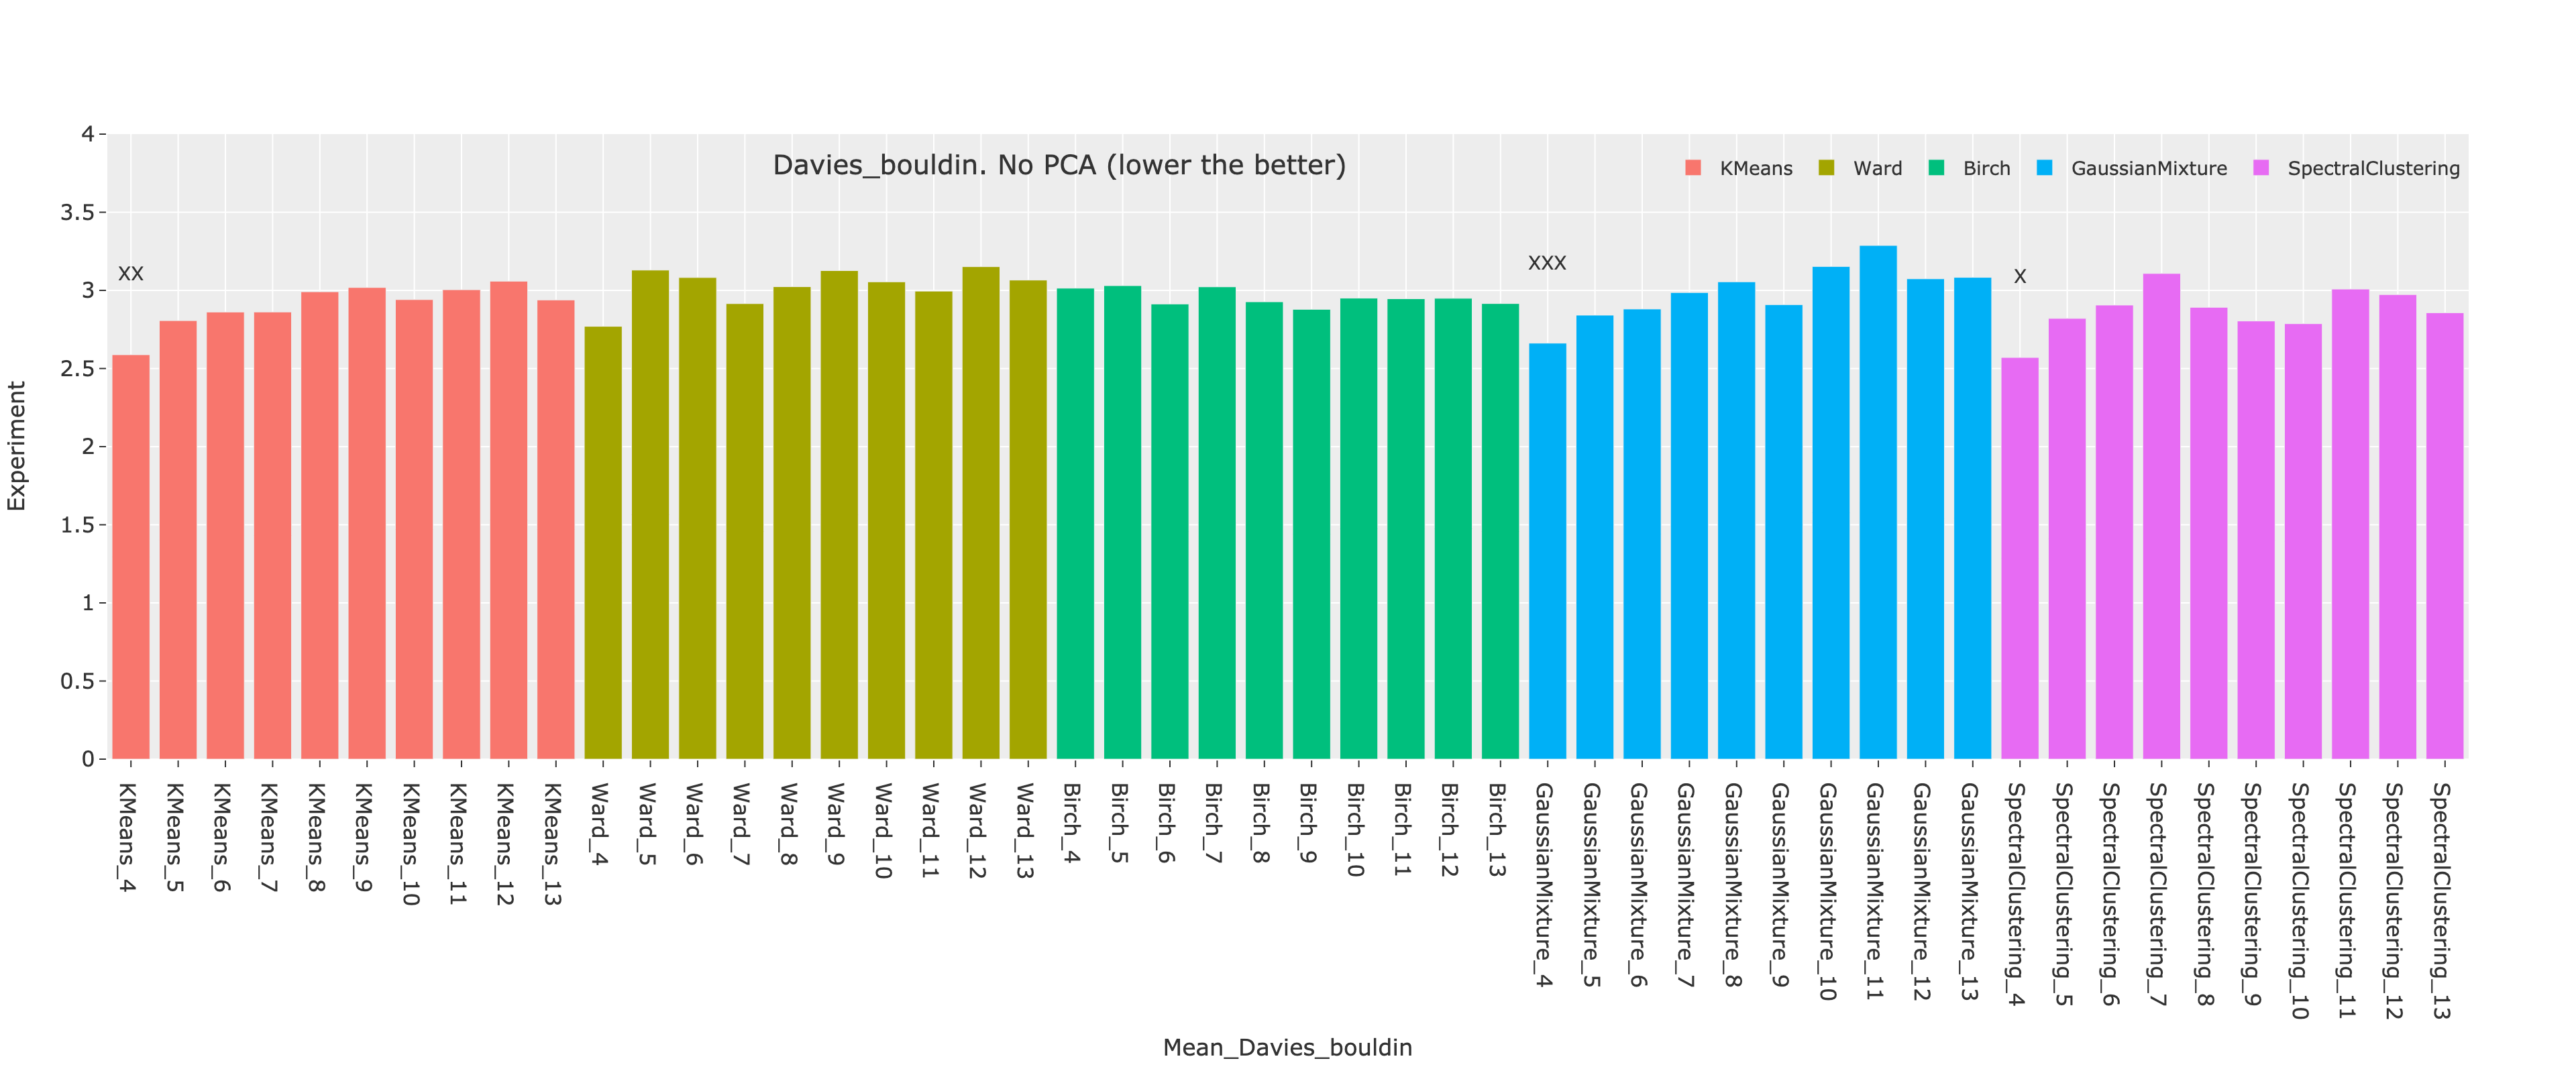 Davies_bouldin. No PCA (lower the better)
KMeans Ward Birch GaussianMixture SpectralClustering
4
3.5
3
2.5
2
1.5
1
0.5
0
XX
XXX
X
Experiment
KMeans_4
KMeans_5
KMeans_6
KMeans_7
KMeans_8
KMeans_9
KMeans_10
KMeans_11
KMeans_12
KMeans_13
Ward_4
Ward_5
Ward_6
Ward_7
Ward_8
Ward_9
Ward_10
Ward_11
Ward_12
Ward_13
Birch_4
Birch_5
Birch_6
Birch_7
Birch_8
Birch_9
Birch_10
Birch_11
Birch_12
Birch_13
GaussianMixture_4
GaussianMixture_5
GaussianMixture_6
GaussianMixture_7
GaussianMixture_8
GaussianMixture_9
GaussianMixture_10
GaussianMixture_11
GaussianMixture_12
GaussianMixture_13
SpectralClustering_4
SpectralClustering_5
SpectralClustering_6
SpectralClustering_7
SpectralClustering_8
SpectralClustering_9
SpectralClustering_10
SpectralClustering_11
SpectralClustering_12
SpectralClustering_13
Mean_Davies_bouldin